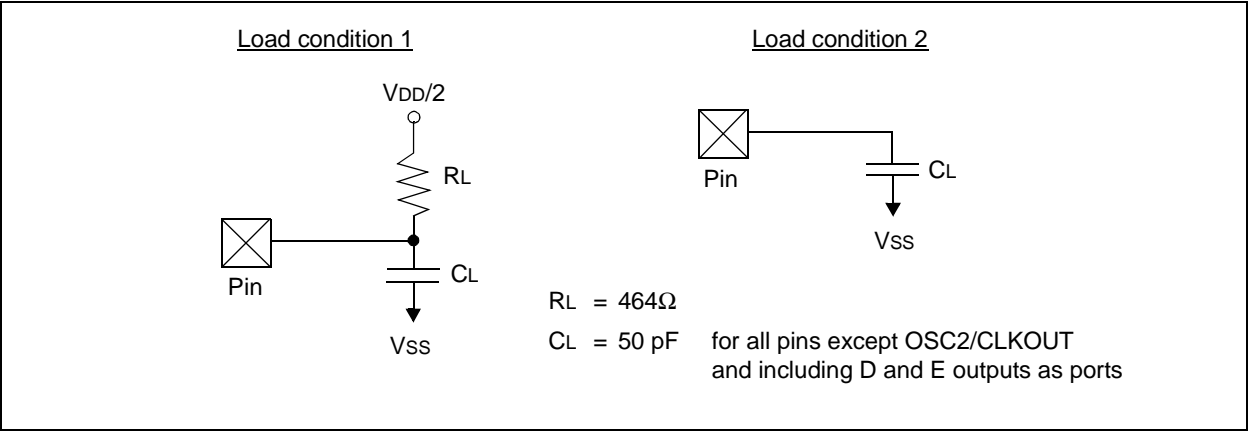 Load condition 1
VDD/2
RL
Pin
CL
VSS
Load condition 2
Pin
CL
VSS
RL = 464Ω
CL = 50 pF for all pins except OSC2/CLKOUT
and including D and E outputs as ports